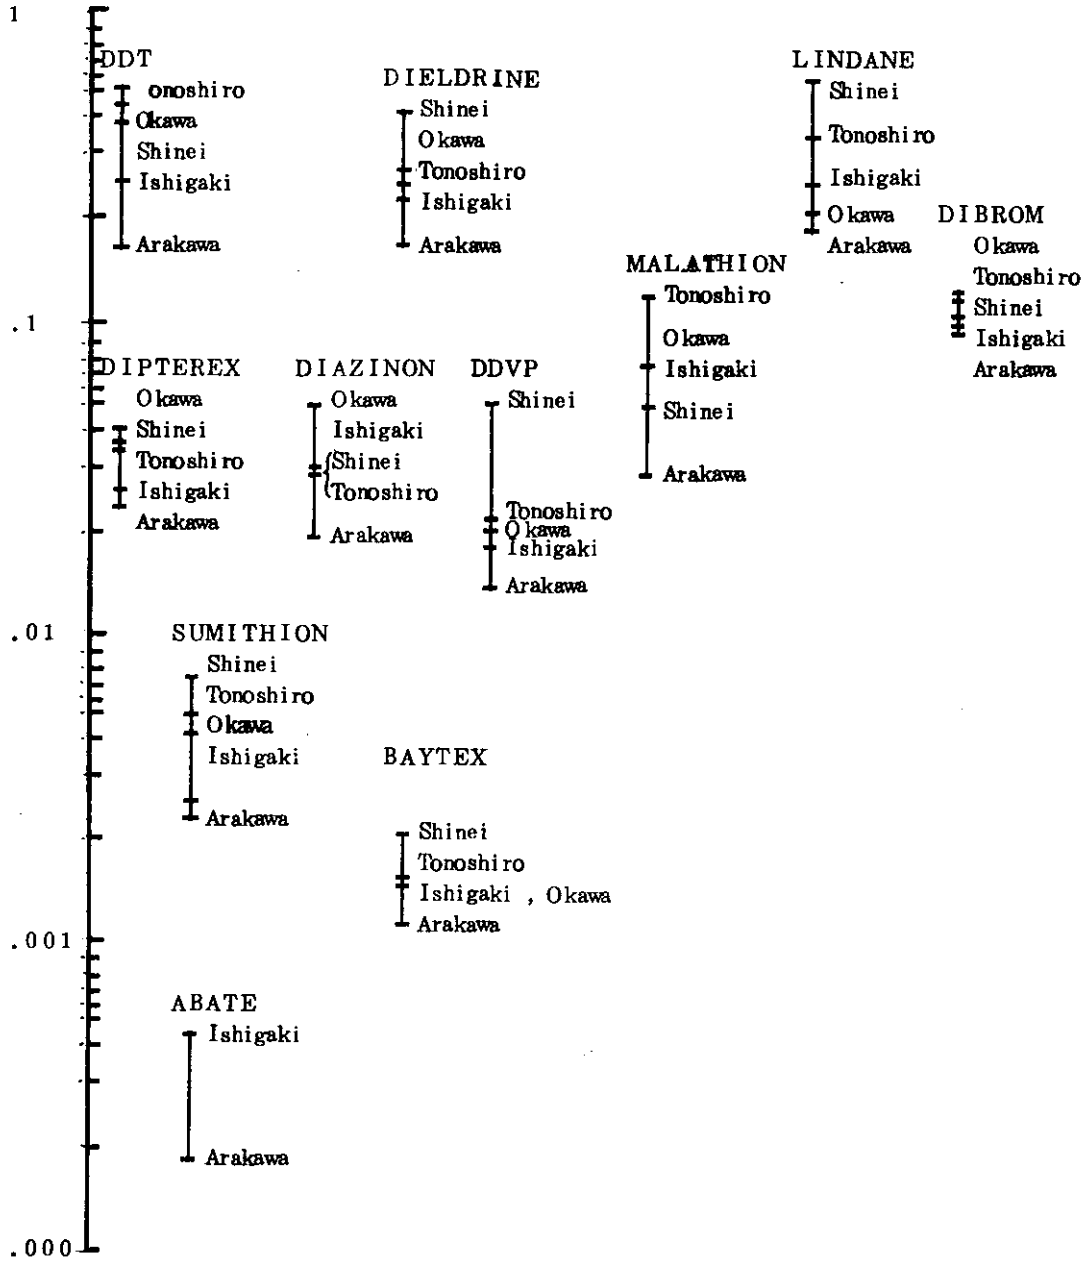 1
DDT
onoshiro
Okawa
Shinei
Ishigaki
Arakawa
DIELDRINE
Shinei
Okawa
Tonoshiro
Ishigaki
Arakawa
LINDANE
Shinei
Tonoshiro
Ishigaki
Okawa
Arakawa
DIBROM
Okawa
Tonoshiro
Shinei
Ishigaki
Arakawa
MALATHION
Tonoshiro
Okawa
Ishigaki
Shinei
Arakawa
.1
DIPTEREX
Okawa
Shinei
Tonoshiro
Ishigaki
Arakawa
DIAZINON
Okawa
Ishigaki
Shinei
Tonoshiro
Arakawa
DDVP
Shinei
Tonoshiro
Okawa
Ishigaki
Arakawa
.01
SUMITHION
Shinei
Tonoshiro
Okawa
Ishigaki
Arakawa
BAYTEX
Shinei
Tonoshiro
Ishigaki , Okawa
Arakawa
.001
ABATE
Ishigaki
Arakawa
.000